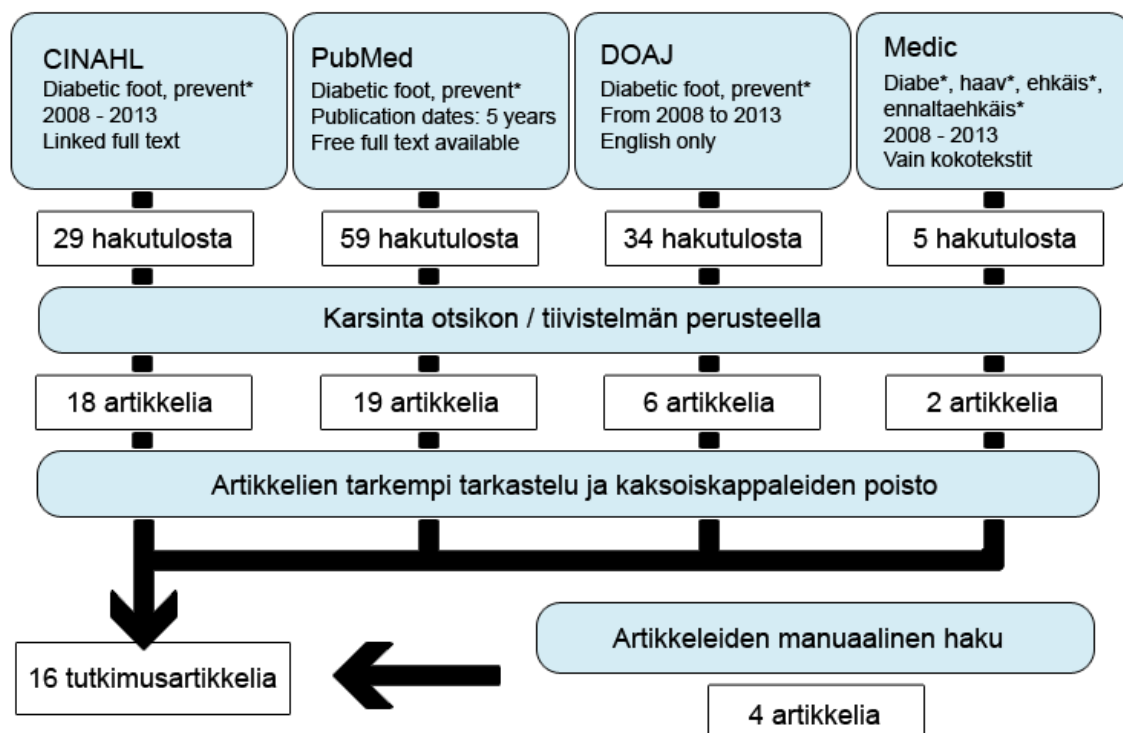 CINAHL
Diabetic foot, prevent*
2008 - 2013
Linked full text
PubMed
Diabetic foot, prevent*
Publication dates: 5 years
Free full text available
DOAJ
Diabetic foot, prevent*
From 2008 to 2013
English only
Medic
Diabe*, haav*, ehkäis*,
ennaltaehkäis*
2008 - 2013
Vain kokotekstit
29 hakutulosta
59 hakutulosta
34 hakutulosta
5 hakutulosta
Karsinta otsikon / tiivistelmän perusteella
18 artikkelia
19 artikkelia
6 artikkelia
2 artikkelia
Artikkelien tarkempi tarkastelu ja kaksoiskappaleiden poisto
Artikkeleiden manuaalinen haku
16 tutkimusartikkelia
4 artikkelia